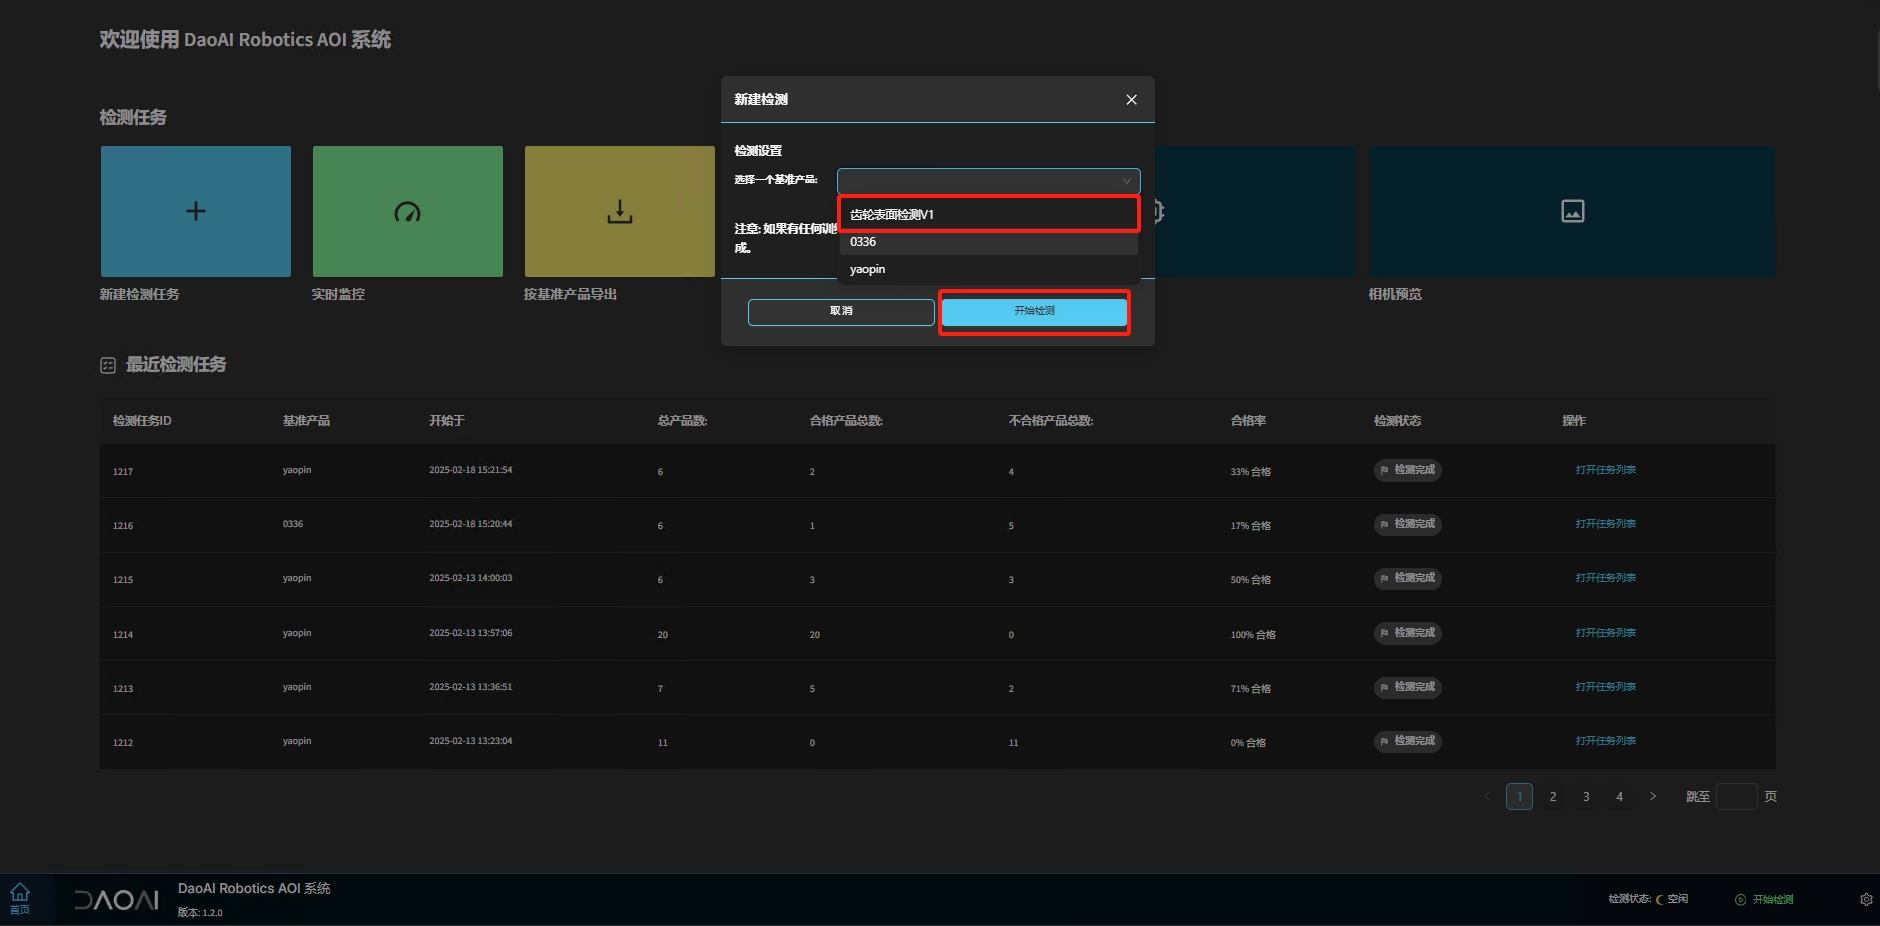 欢迎使用 DaoAI Robotics AOI 系统
检测任务
新建检测任务
实时监控
按基准产品导出
相机预览
新建检测
检测设置
选择一个基准产品:
齿轮表面检测V1
0336
yaopin
注意: 如果有任何训
成。
取消
开始检测
最近检测任务
检测任务ID 基准产品 开始于 总产品数: 合格产品总数: 不合格产品总数: 合格率 检测状态 操作
1217 yaopin 2025-02-18 15:21:54 6 2 4 33% 合格 检测完成 打开任务列表
1216 0336 2025-02-18 15:20:44 6 1 5 17% 合格 检测完成 打开任务列表
1215 yaopin 2025-02-13 14:00:03 6 3 3 50% 合格 检测完成 打开任务列表
1214 yaopin 2025-02-13 13:57:06 20 20 0 100% 合格 检测完成 打开任务列表
1213 yaopin 2025-02-13 13:36:51 7 5 2 71% 合格 检测完成 打开任务列表
1212 yaopin 2025-02-13 13:23:04 11 0 11 0% 合格 检测完成 打开任务列表
1 2 3 4 跳至 页
首页
DAOAI
DaoAI Robotics AOI 系统
版本: 1.2.0
检测状态: 空闲
开始检测